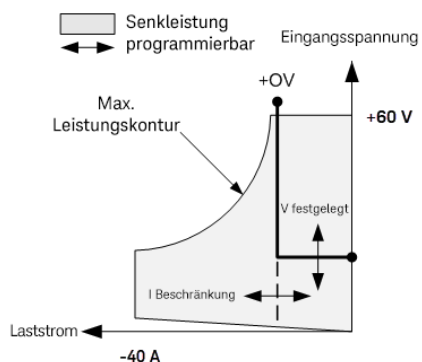 Senkleistung
programmierbar
Eingangsspannung
+OV
Max.
Leistungskontur
+60 V
V festgelegt
I Beschränkung
Laststrom
-40 A